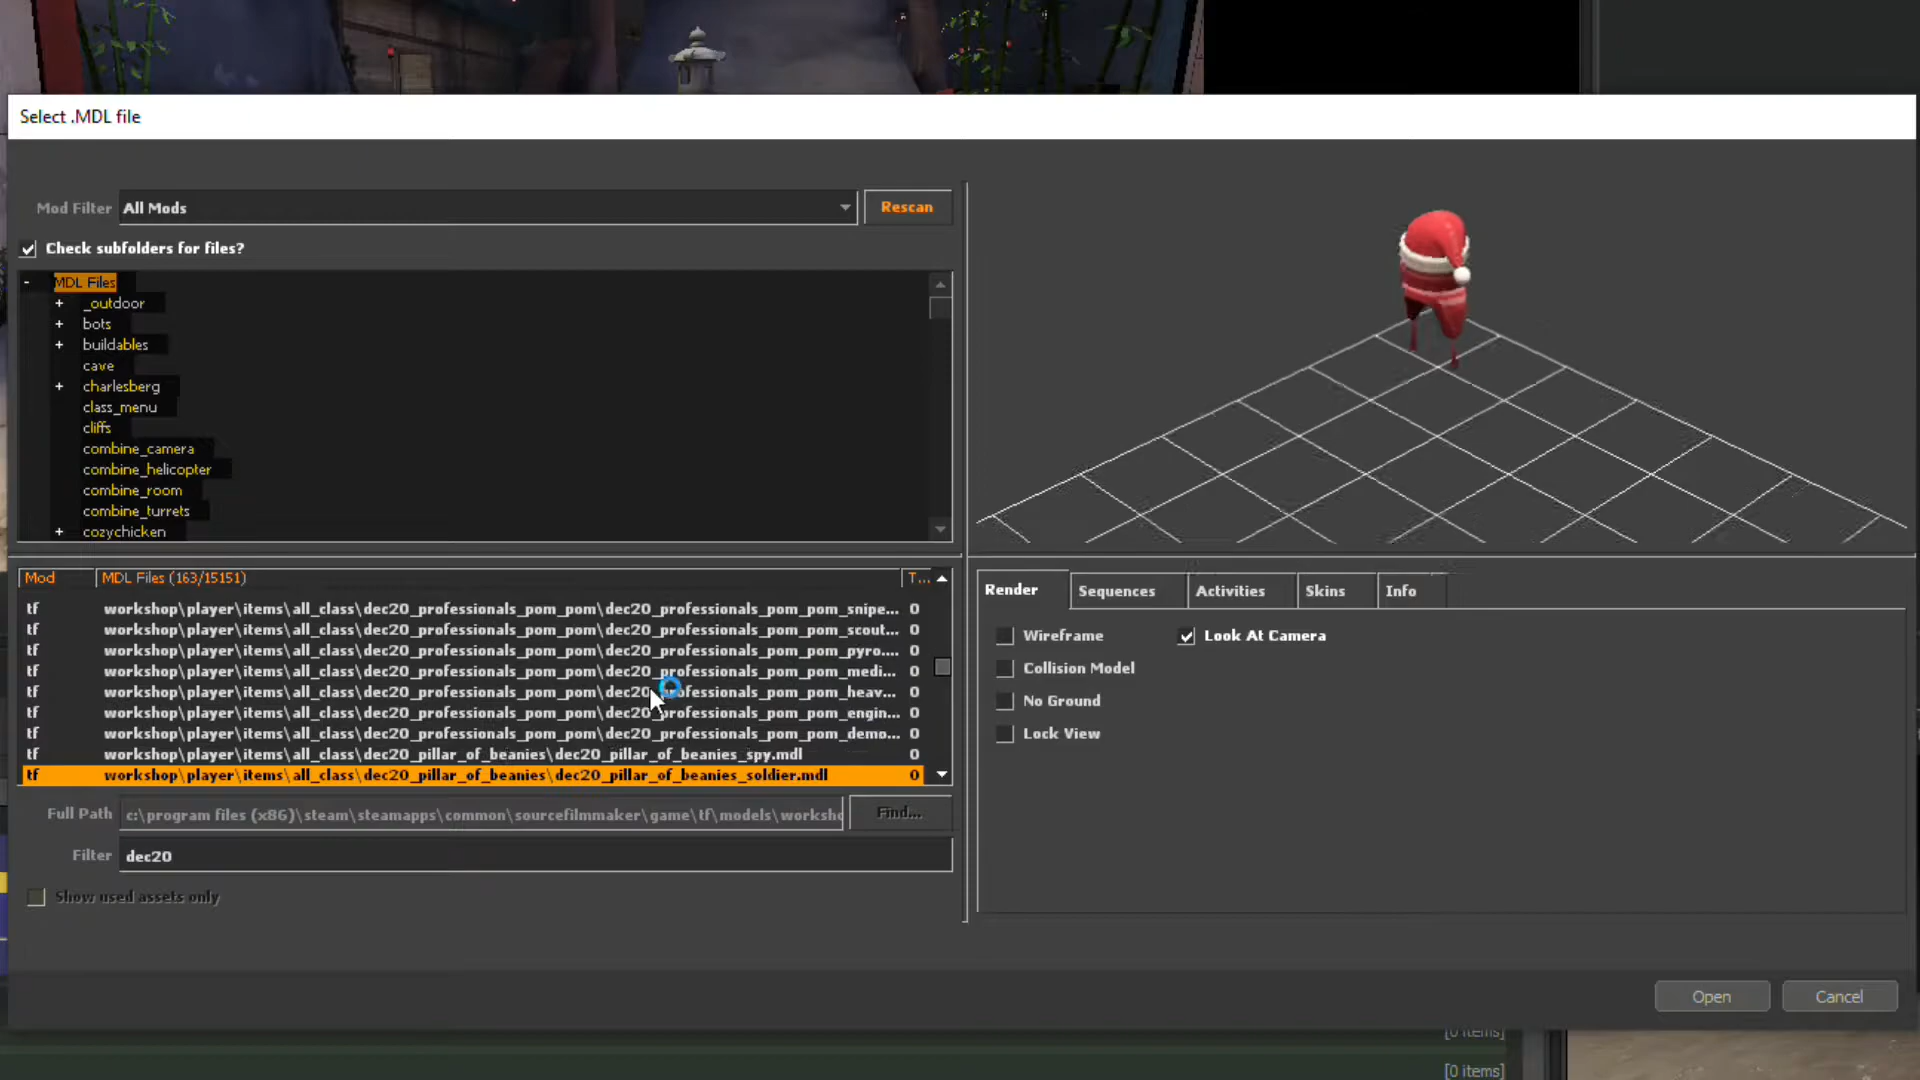 Select .MDL file
Mod Filter All Mods Rescan
Check subfolders for files?
- MDL Files
+ _outdoor
+ bots
+ buildables
cave
+ charlesberg
class_menu
cliffs
combine_camera
combine_helicopter
combine_room
combine_turrets
+ cozychicken
Mod MDL Files (163/15151) T...
tf workshop\player\items\all_class\dec20_professionals_pom_pom\dec20_professionals_pom_pom_snipe... 0
tf workshop\player\items\all_class\dec20_professionals_pom_pom\dec20_professionals_pom_pom_scout... 0
tf workshop\player\items\all_class\dec20_professionals_pom_pom\dec20_professionals_pom_pom_pyro.... 0
tf workshop\player\items\all_class\dec20_professionals_pom_pom\dec20_professionals_pom_pom_medi... 0
tf workshop\player\items\all_class\dec20_professionals_pom_pom\dec20_professionals_pom_pom_heav... 0
tf workshop\player\items\all_class\dec20_professionals_pom_pom\dec20_professionals_pom_pom_engin... 0
tf workshop\player\items\all_class\dec20_professionals_pom_pom\dec20_professionals_pom_pom_demo... 0
tf workshop\player\items\all_class\dec20_pillar_of_beanies\dec20_pillar_of_beanies_spy.mdl 0
tf workshop\player\items\all_class\dec20_pillar_of_beanies\dec20_pillar_of_beanies_soldier.mdl 0
Full Path c:\program files (x86)\steam\steamapps\common\sourcefilmmaker\game\tf\models\worksho Find...
Filter dec20
Show used assets only
Render Sequences Activities Skins Info
Wireframe Look At Camera
Collision Model
No Ground
Lock View
Open Cancel
[0 items]
[0 items]